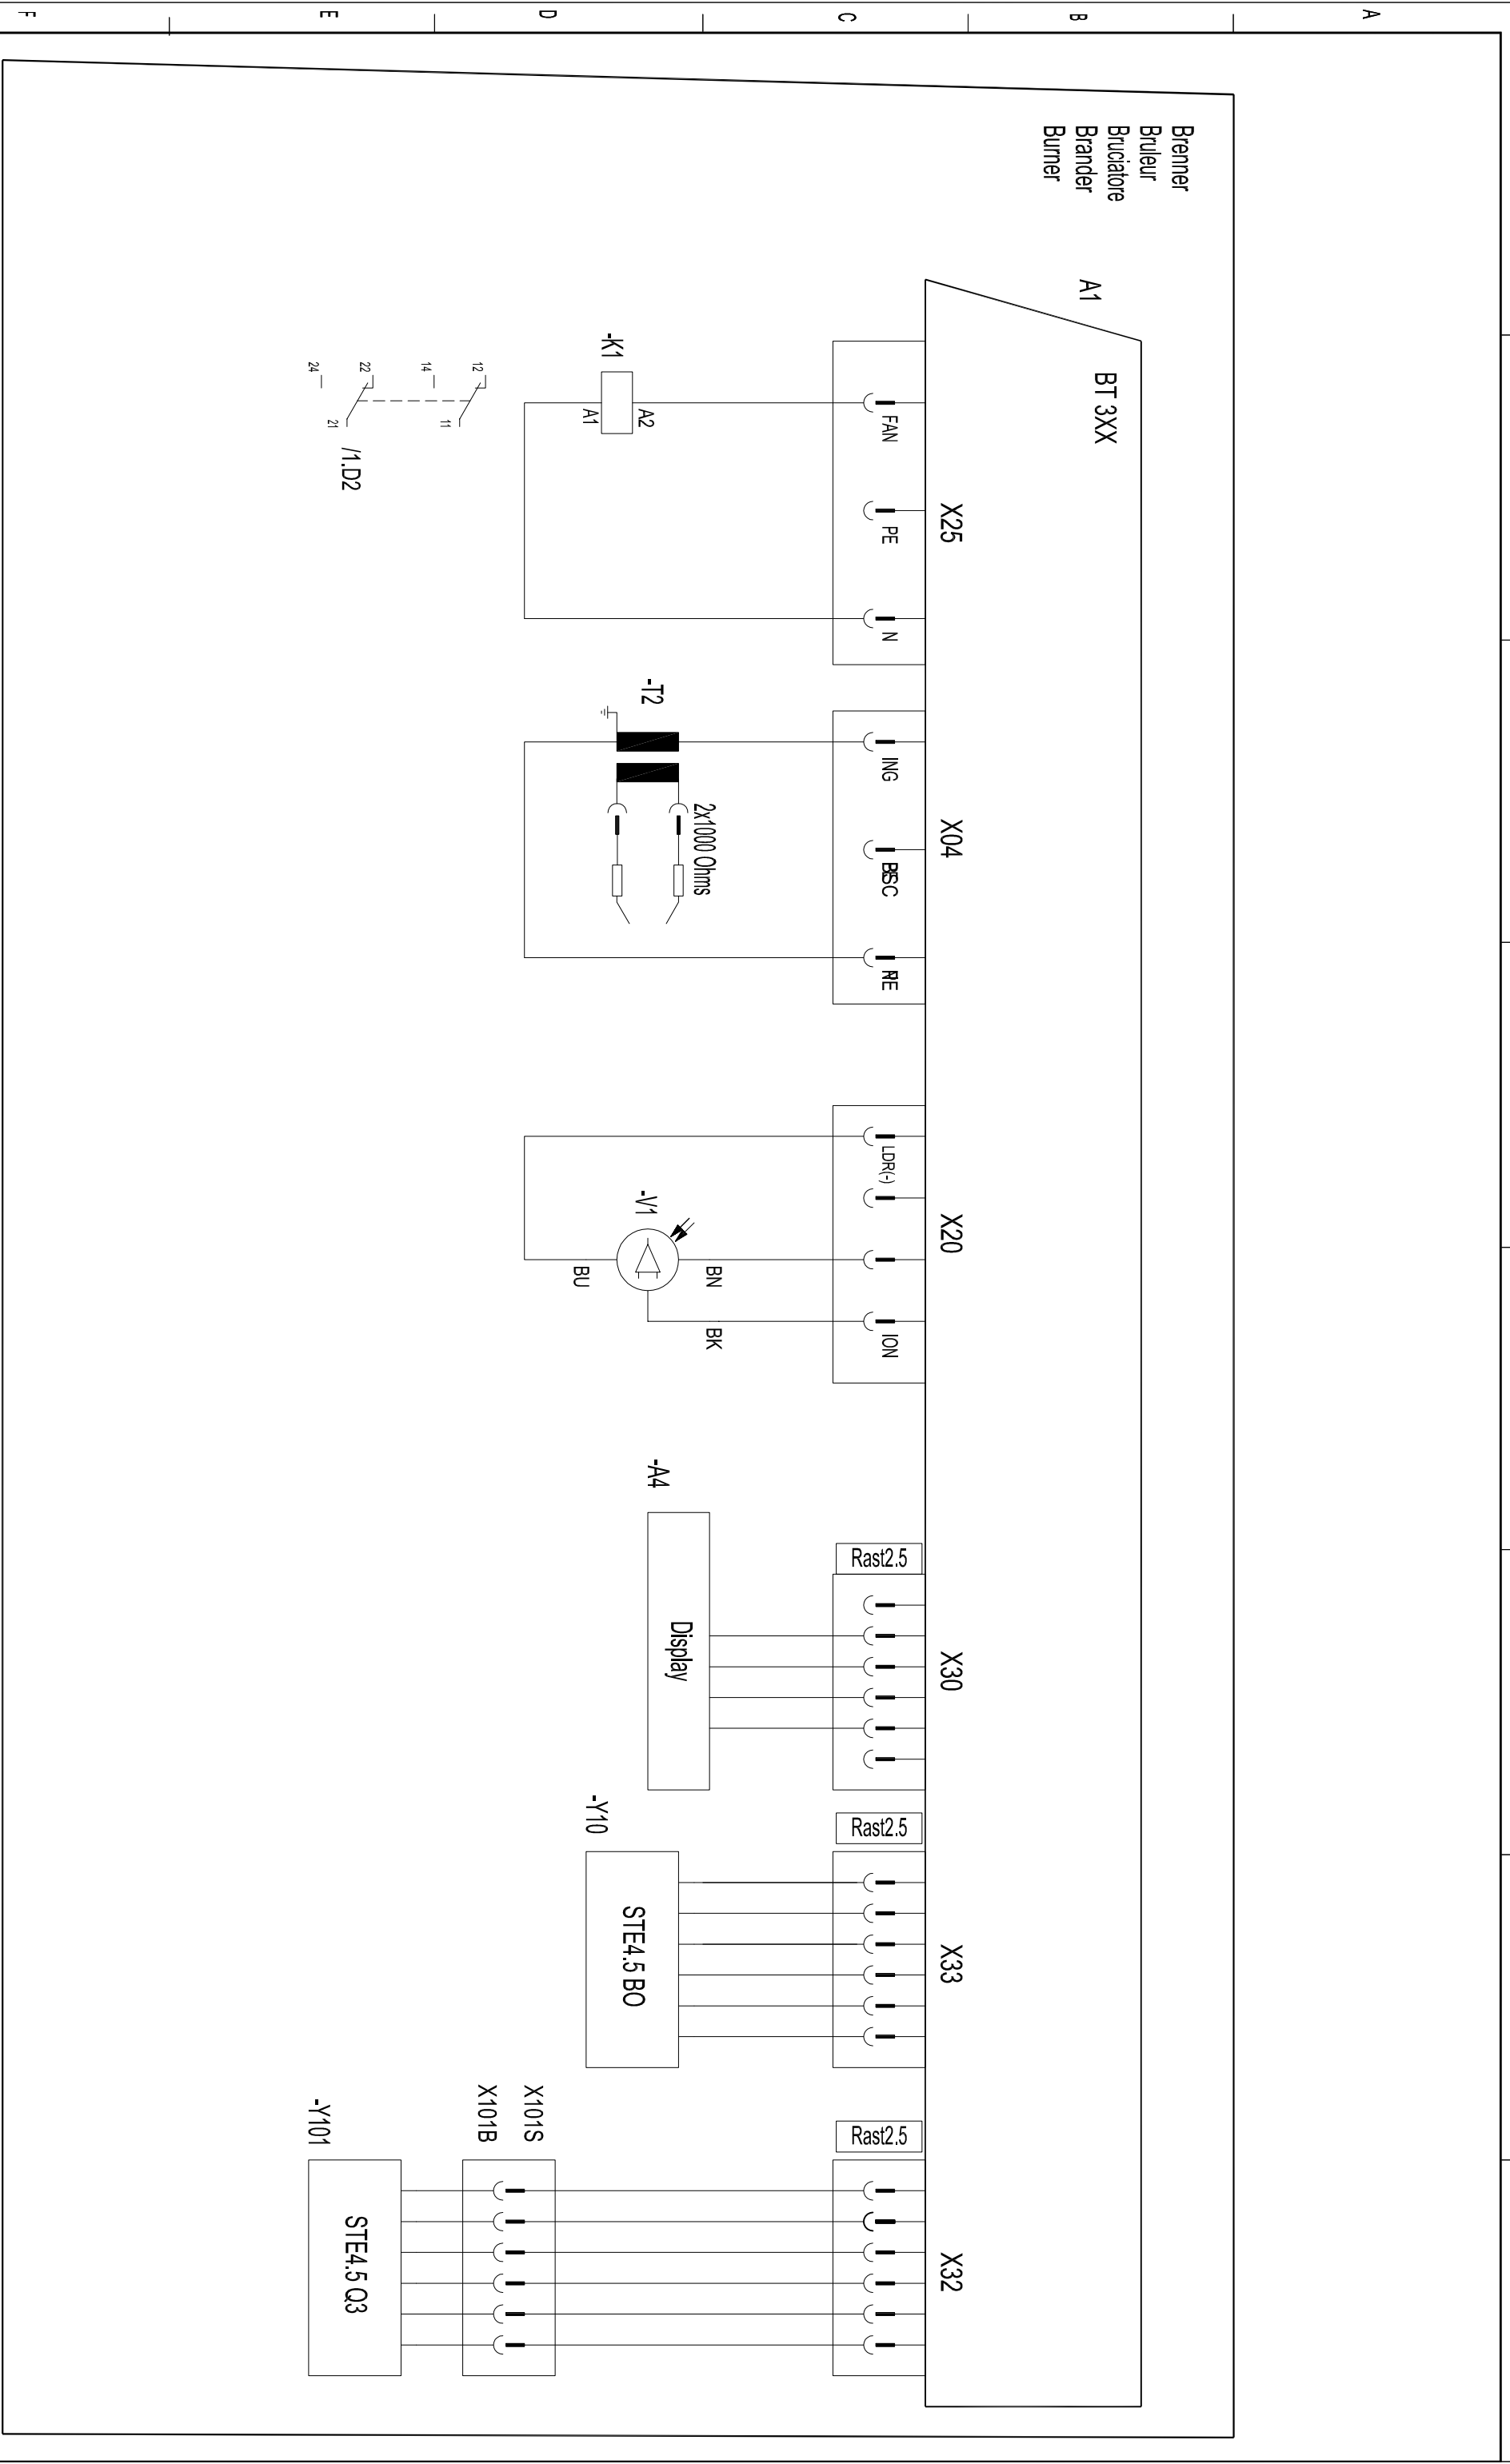 A
B
C
D
E
F
Brenner
Bruleur
Bruciatore
Brander
Burner
A1
BT 3XX
X25
X04
X20
X30
X33
X32
FAN
PE
N
ING
LDR(-)
ION
Rast2.5
Rast2.5
Rast2.5
-K1
A2
A1
12
11
14
22
21
24
/1.D2
-T2
2x1000 Ohms
-V1
BN
BK
BU
-A4
Display
-Y10
STE4.5 BO
X101S
X101B
-Y101
STE4.5 Q3